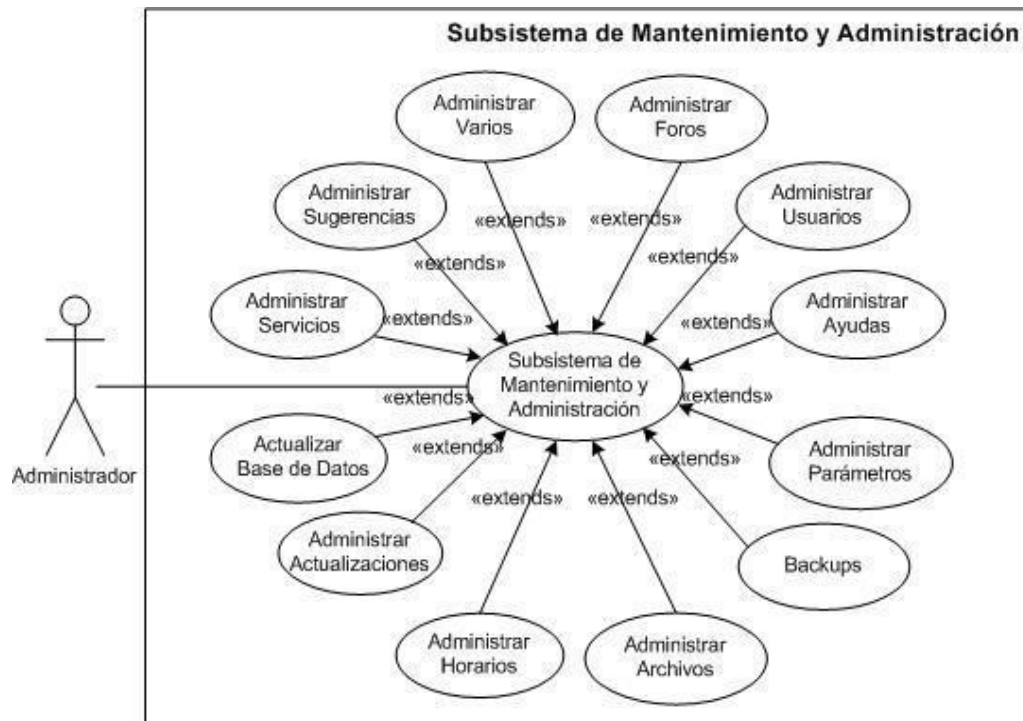 Subsistema de Mantenimiento y Administración
Administrar
Varios
Administrar
Foros
Administrar
Sugerencias
Administrar
Usuarios
«extends»
«extends»
«extends»
«extends»
Administrar
Servicios
«extends»
«extends»
Administrar
Ayudas
Subsistema de
Mantenimiento y
Administración
«extends»
«extends»
Actualizar
Base de Datos
«extends»
«extends»
Administrar
Parámetros
Administrador
«extends»
«extends»
Administrar
Actualizaciones
Backups
Administrar
Horarios
Administrar
Archivos